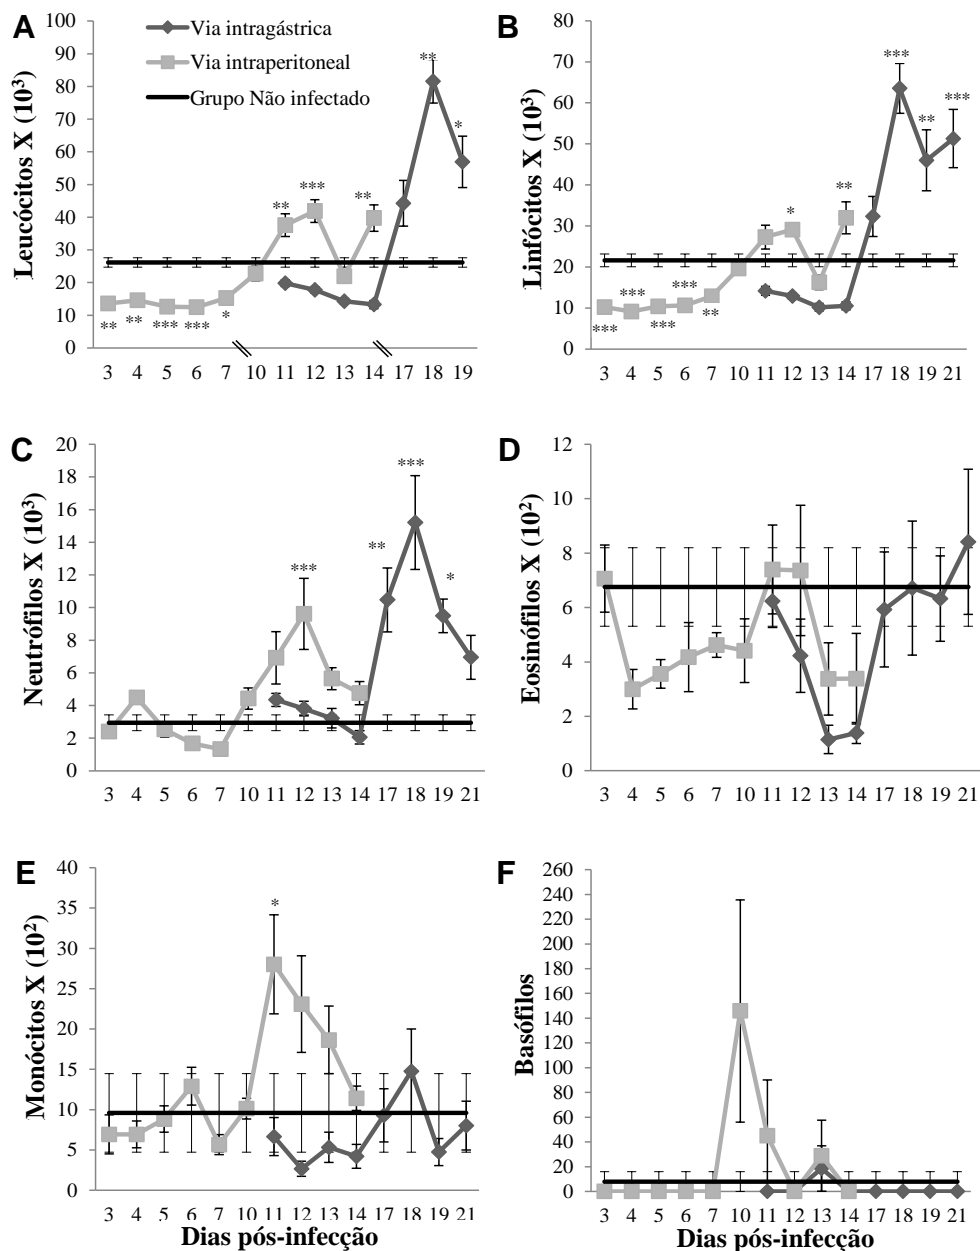 A
Leucócitos X (10³)
100
90
80
70
60
50
40
30
20
10
0
Via intragástrica
Via intraperitoneal
Grupo Não infectado
** ** *** *** * ** *** ** ** *
3 4 5 6 7 10 11 12 13 14 17 18 19
B
Linfócitos X (10³)
80
70
60
50
40
30
20
10
0
*** *** *** *** ** * ** *** ** ***
3 4 5 6 7 10 11 12 13 14 17 18 19 21
C
Neutrófilos X (10³)
20
18
16
14
12
10
8
6
4
2
0
*** ** *** *
3 4 5 6 7 10 11 12 14 17 18 19 21
D
Eosinófilos X (10²)
12
10
8
6
4
2
0
3 4 5 6 7 10 11 12 13 14 17 18 19 21
E
Monócitos X (10²)
40
35
30
25
20
15
10
5
0
*
3 4 5 6 7 10 11 12 13 14 17 18 19 21
Dias pós-infecção
F
Basófilos
260
240
220
200
180
160
140
120
100
80
60
40
20
0
3 4 5 6 7 10 11 12 13 14 17 18 19 21
Dias pós-infecção